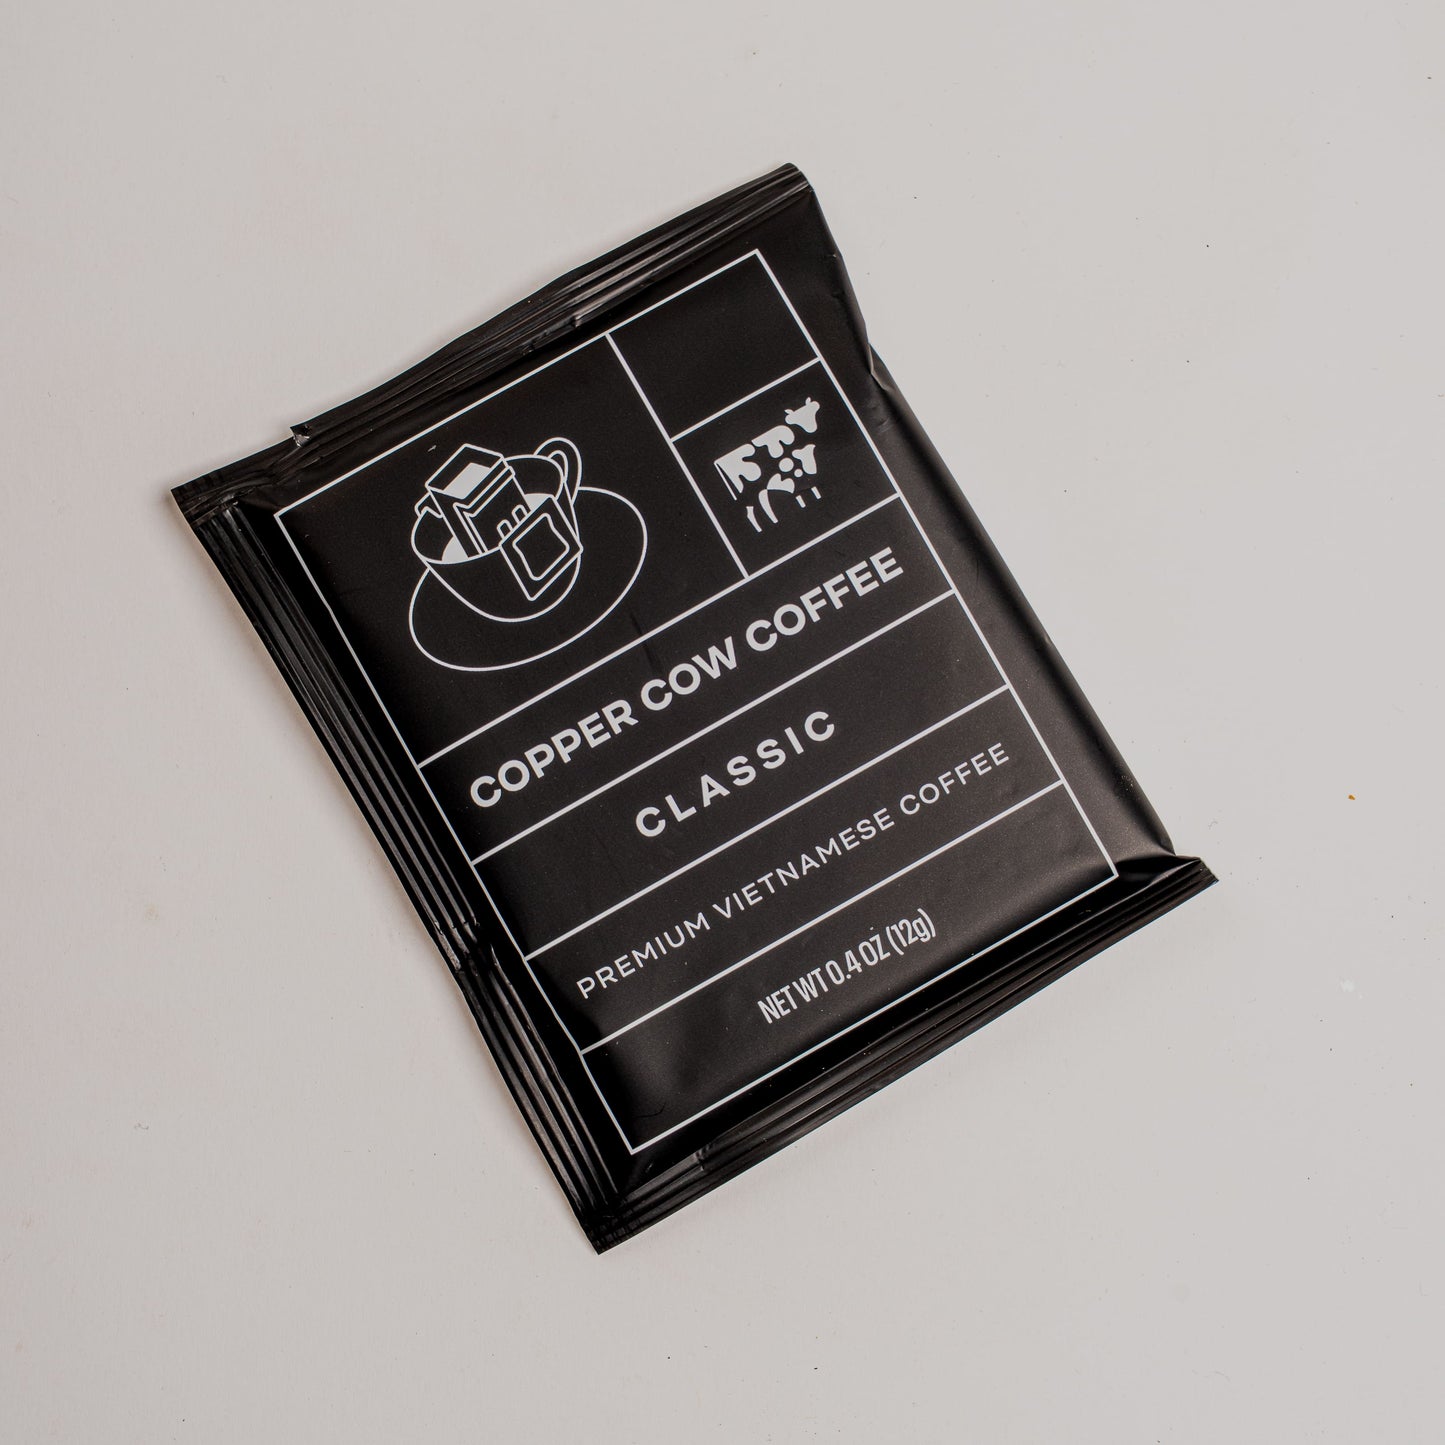 COPPER COW COFFEE
CLASSIC
PREMIUM VIETNAMESE COFFEE
NET WT 0.4 OZ (12g)